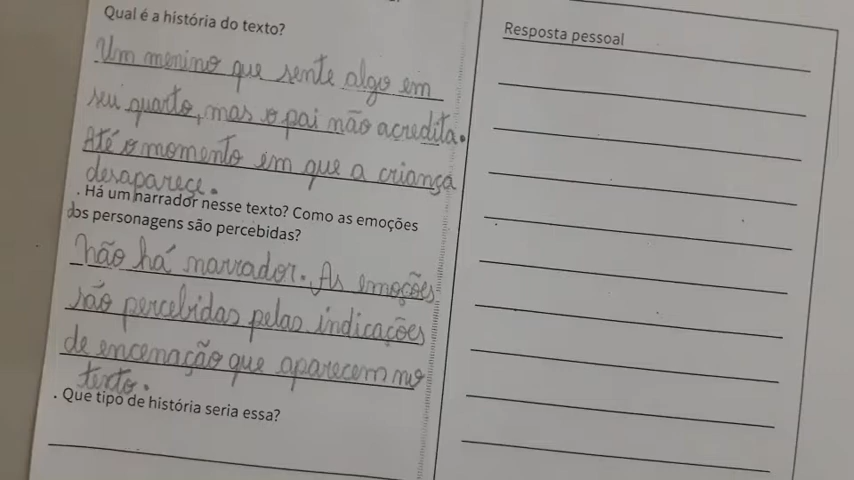 Qual é a história do texto?
Um menino que sente algo em
seu quarto, mas o pai não acredita.
Até o momento em que a criança
desapareçe.
. Há um narrador nesse texto? Como as emoções
dos personagens são percebidas?
não há narrador. As emoções
são percebidas pelas indicações
de encenação que aparecem no
texto.
. Que tipo de história seria essa?
Resposta pessoal